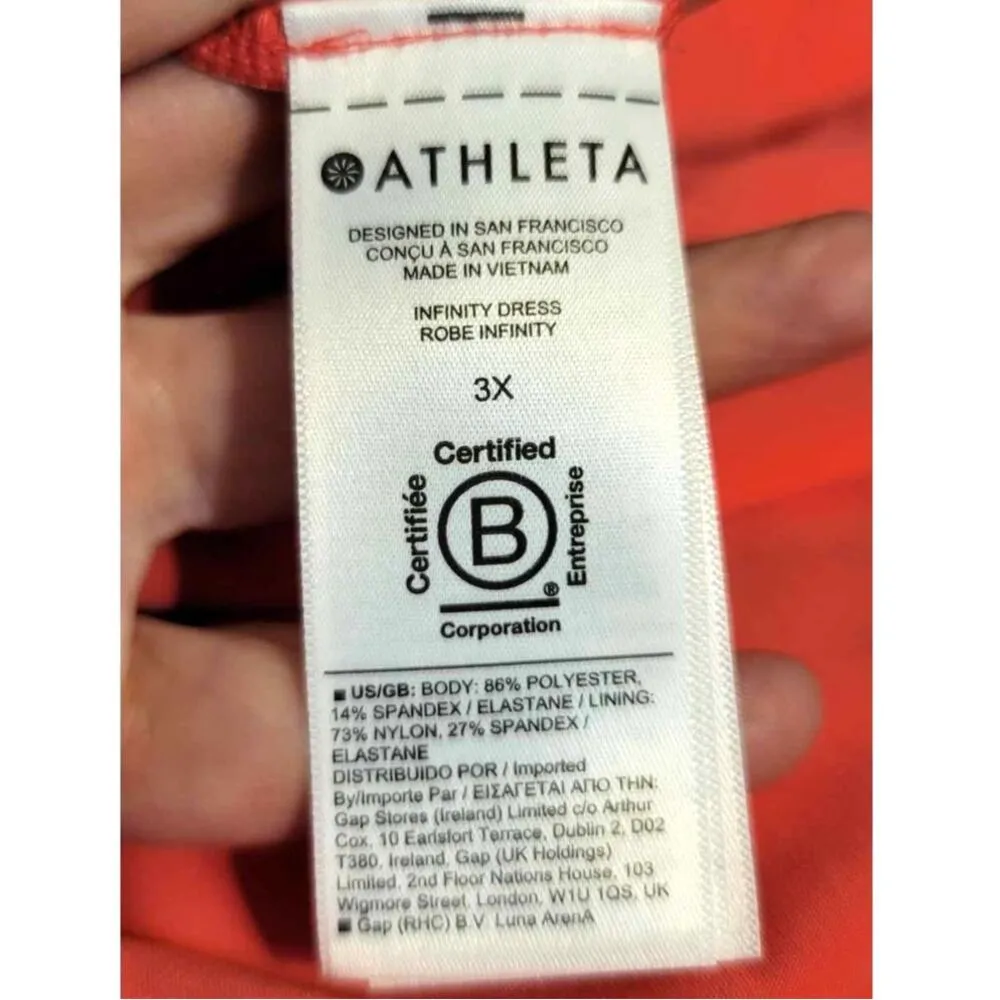 ATHLETA
DESIGNED IN SAN FRANCISCO
CONÇU À SAN FRANCISCO
MADE IN VIETNAM
INFINITY DRESS
ROBE INFINITY
3X
Certified
Certifiée
B
Entreprise
®
Corporation
US/GB: BODY: 86% POLYESTER,
14% SPANDEX / ELASTANE / LINING:
73% NYLON, 27% SPANDEX /
ELASTANE
DISTRIBUIDO POR / Imported
By/Importe Par / ΕΙΣΑΓΕΤΑΙ ΑΠΟ ΤΗΝ:
Gap Stores (Ireland) Limited c/o Arthur
Cox, 10 Earlsfort Terrace, Dublin 2, D02
T380, Ireland, Gap (UK Holdings)
Limited, 2nd Floor Nations House, 103
Wigmore Street, London, W1U 1QS, UK
Gap (RHC) B.V Luna ArenA